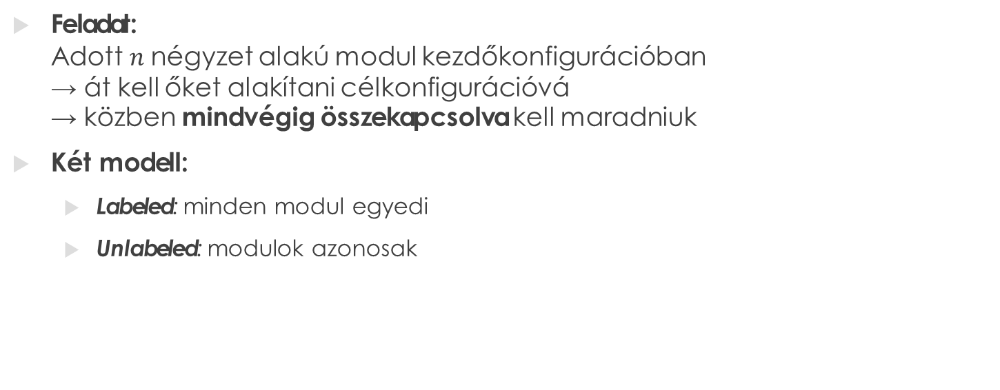 Feladat:
Adott 𝑛 négyzet alakú modul kezdőkonfigurációban
→ át kell őket alakítani célkonfigurációvá
→ közben mindvégig összekapcsolva kell maradniuk
Két modell:
Labeled: minden modul egyedi
Unlabeled: modulok azonosak